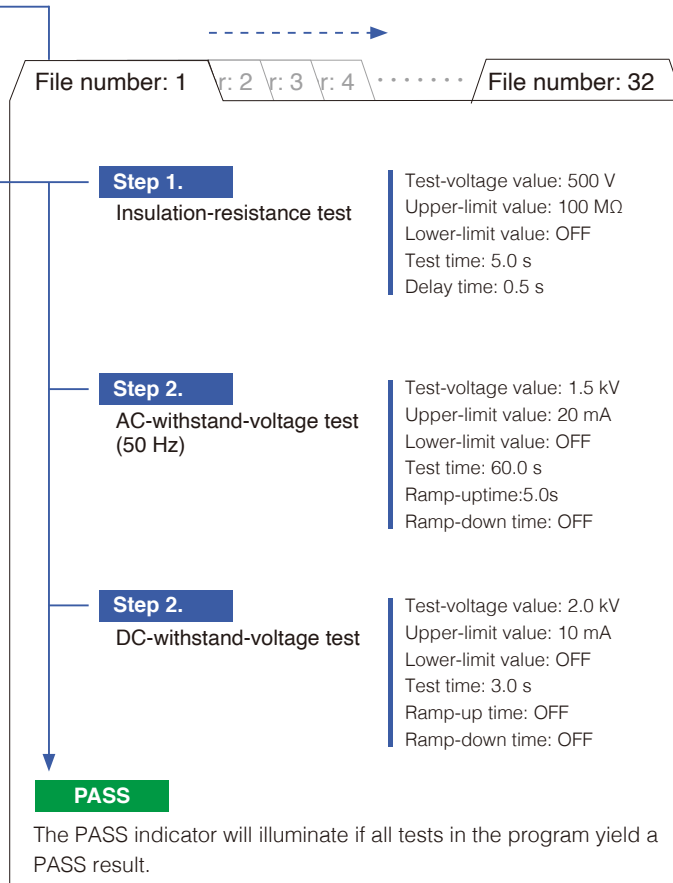 File number: 1 r: 2 r: 3 r: 4 ······· File number: 32
Step 1.
Insulation-resistance test
Test-voltage value: 500 V
Upper-limit value: 100 MΩ
Lower-limit value: OFF
Test time: 5.0 s
Delay time: 0.5 s
Step 2.
AC-withstand-voltage test
(50 Hz)
Test-voltage value: 1.5 kV
Upper-limit value: 20 mA
Lower-limit value: OFF
Test time: 60.0 s
Ramp-uptime:5.0s
Ramp-down time: OFF
Step 2.
DC-withstand-voltage test
Test-voltage value: 2.0 kV
Upper-limit value: 10 mA
Lower-limit value: OFF
Test time: 3.0 s
Ramp-up time: OFF
Ramp-down time: OFF
PASS
The PASS indicator will illuminate if all tests in the program yield a
PASS result.